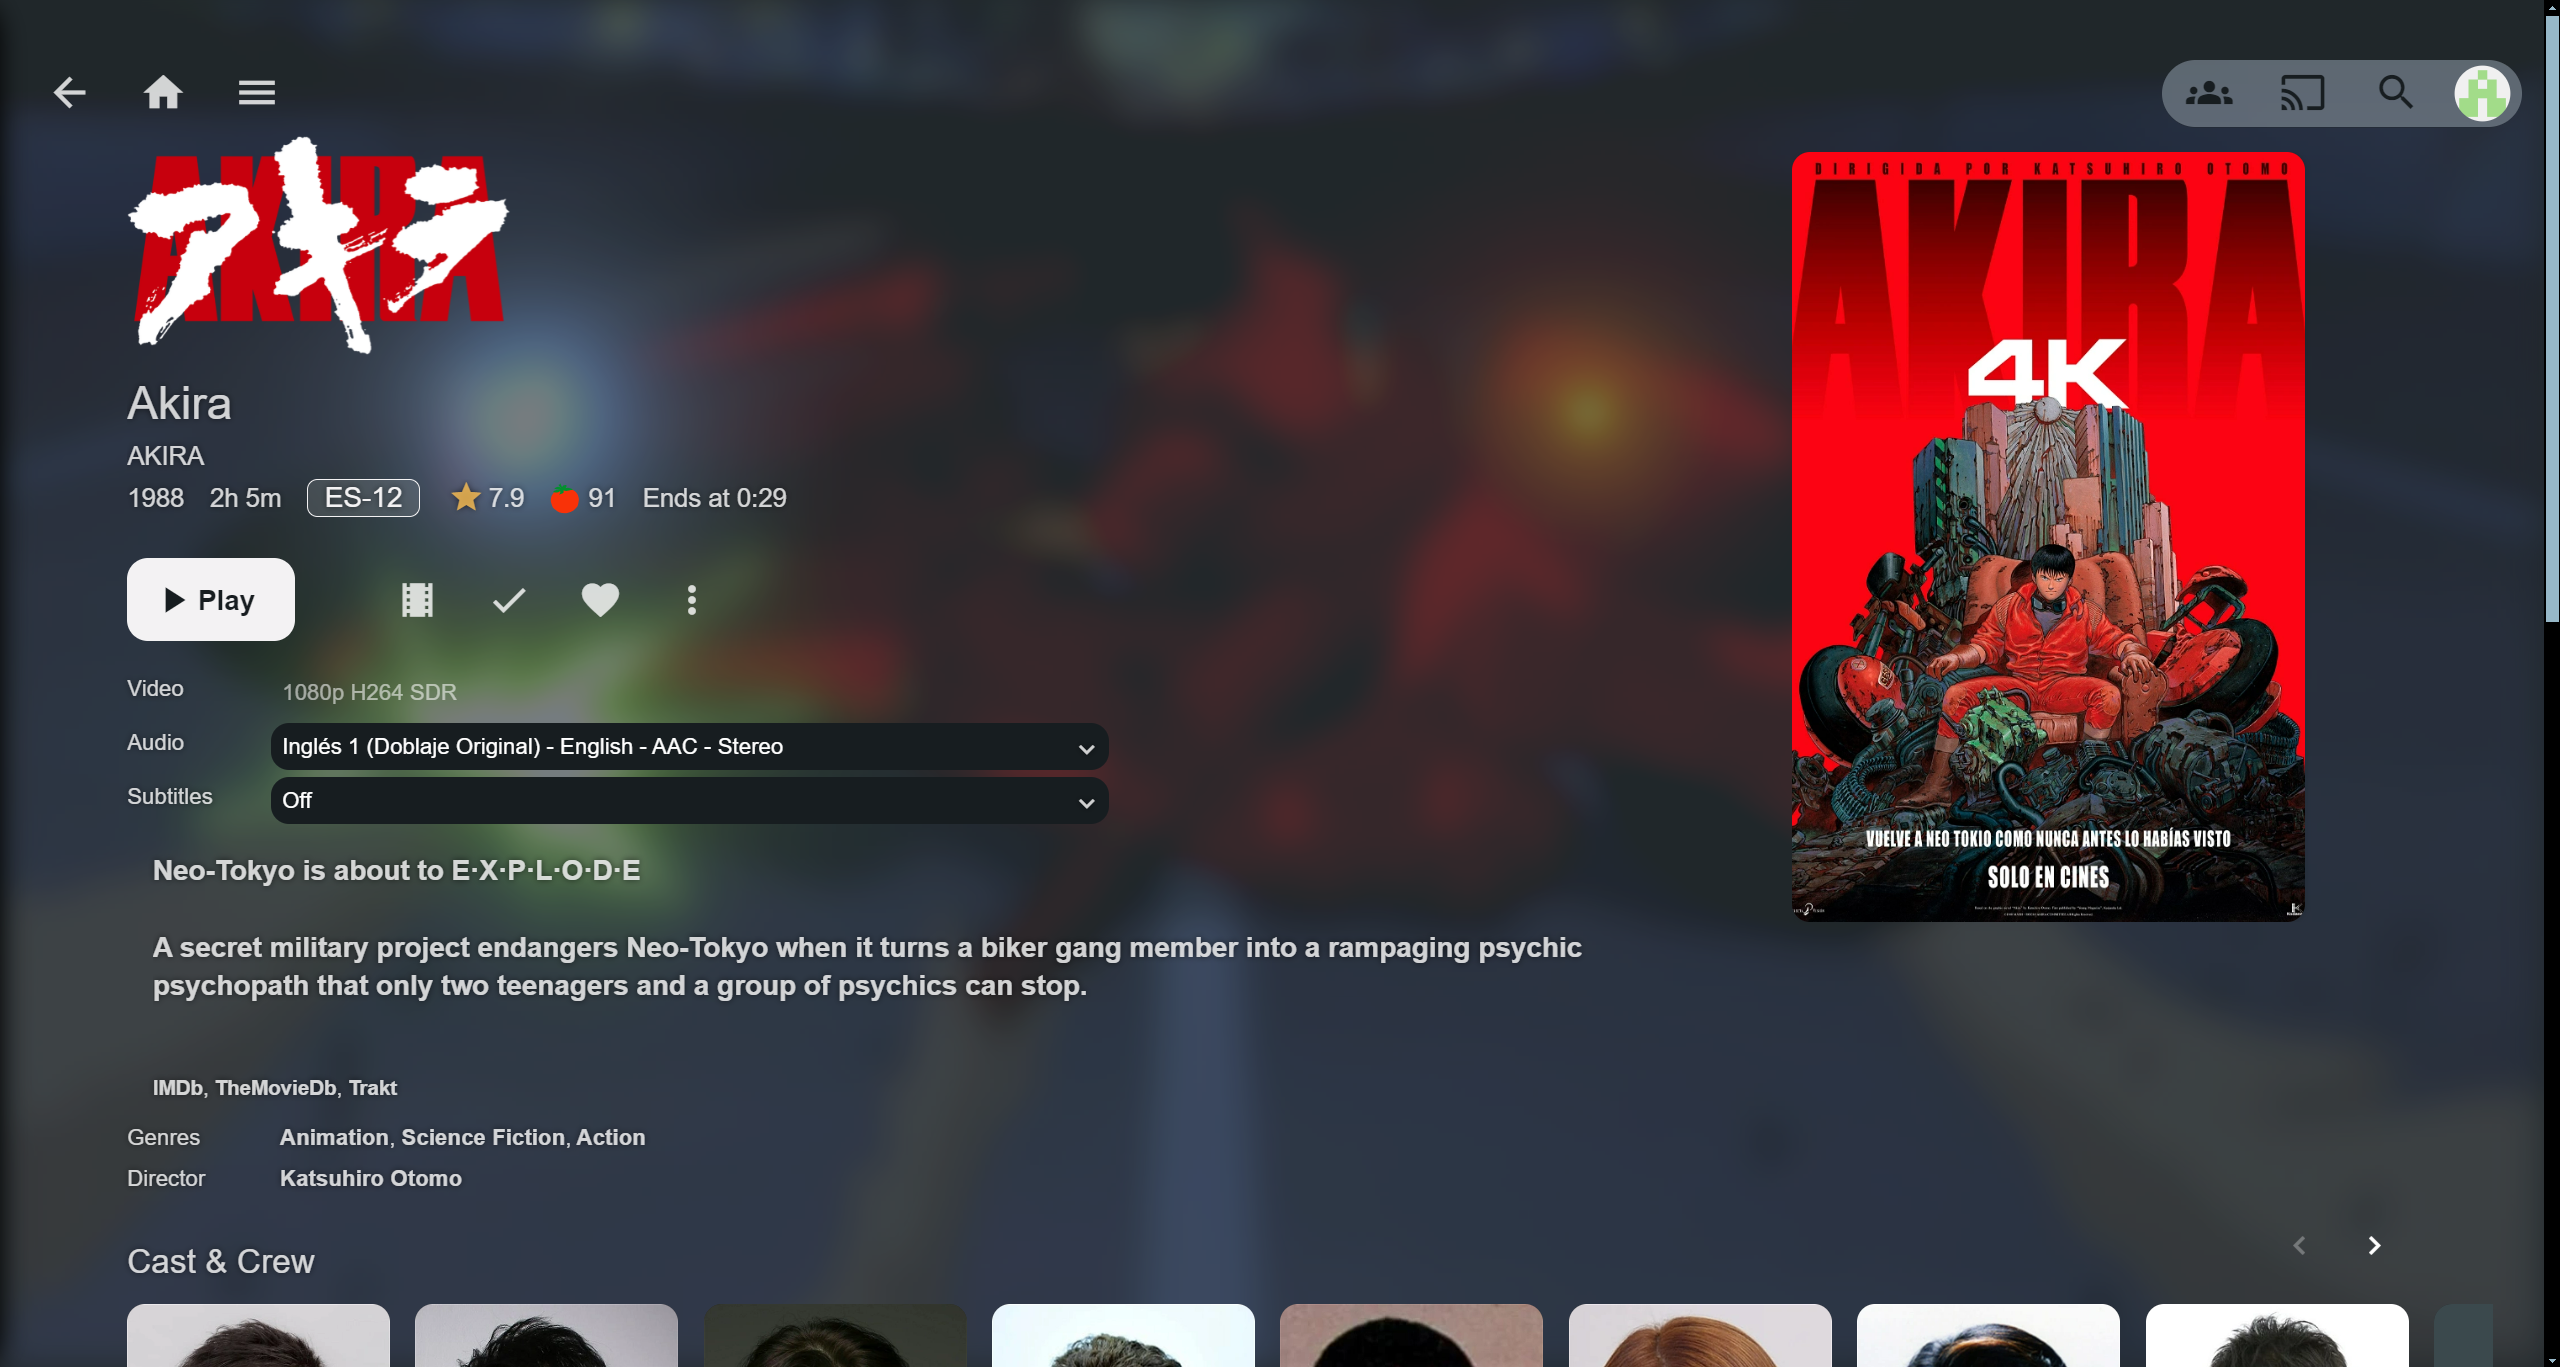 AKIRA
アキラ
Akira
AKIRA
1988 2h 5m ES-12 7.9 91 Ends at 0:29
Play
Video 1080p H264 SDR
Audio Inglés 1 (Doblaje Original) - English - AAC - Stereo
Subtitles Off
Neo-Tokyo is about to E·X·P·L·O·D·E
A secret military project endangers Neo-Tokyo when it turns a biker gang member into a rampaging psychic
psychopath that only two teenagers and a group of psychics can stop.
IMDb, TheMovieDb, Trakt
Genres Animation, Science Fiction, Action
Director Katsuhiro Otomo
Cast & Crew
DIRIGIDA POR KATSUHIRO OTOMO
AKIRA
4K
VUELVE A NEO TOKIO COMO NUNCA ANTES LO HABÍAS VISTO
SOLO EN CINES